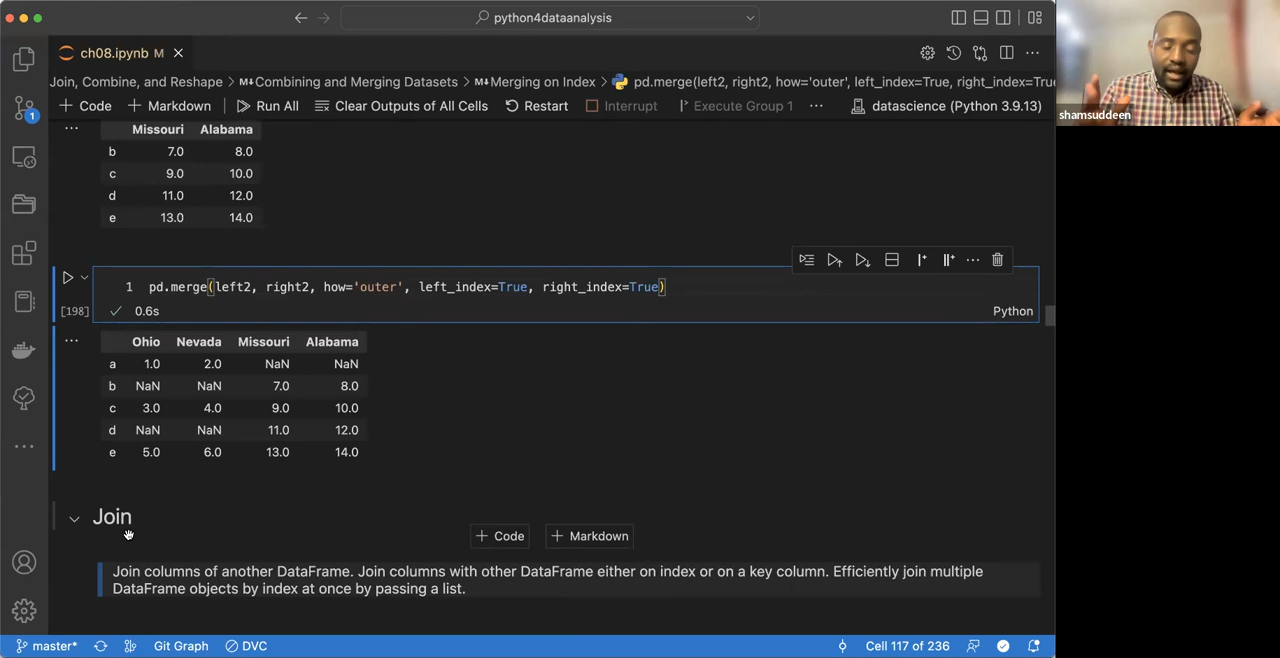 python4dataanalysis
ch08.ipynb M
Join, Combine, and Reshape > M↓Combining and Merging Datasets > M↓Merging on Index > pd.merge(left2, right2, how='outer', left_index=True, right_index=True
+ Code + Markdown Run All Clear Outputs of All Cells Restart Interrupt Execute Group 1 ... datascience (Python 3.9.13)
shamsuddeen
1
... Missouri Alabama
b 7.0 8.0
c 9.0 10.0
d 11.0 12.0
e 13.0 14.0
1 pd.merge(left2, right2, how='outer', left_index=True, right_index=True)
[198] 0.6s Python
... Ohio Nevada Missouri Alabama
a 1.0 2.0 NaN NaN
b NaN NaN 7.0 8.0
c 3.0 4.0 9.0 10.0
d NaN NaN 11.0 12.0
e 5.0 6.0 13.0 14.0
Join
+ Code + Markdown
Join columns of another DataFrame. Join columns with other DataFrame either on index or on a key column. Efficiently join multiple
DataFrame objects by index at once by passing a list.
master* Git Graph DVC Cell 117 of 236